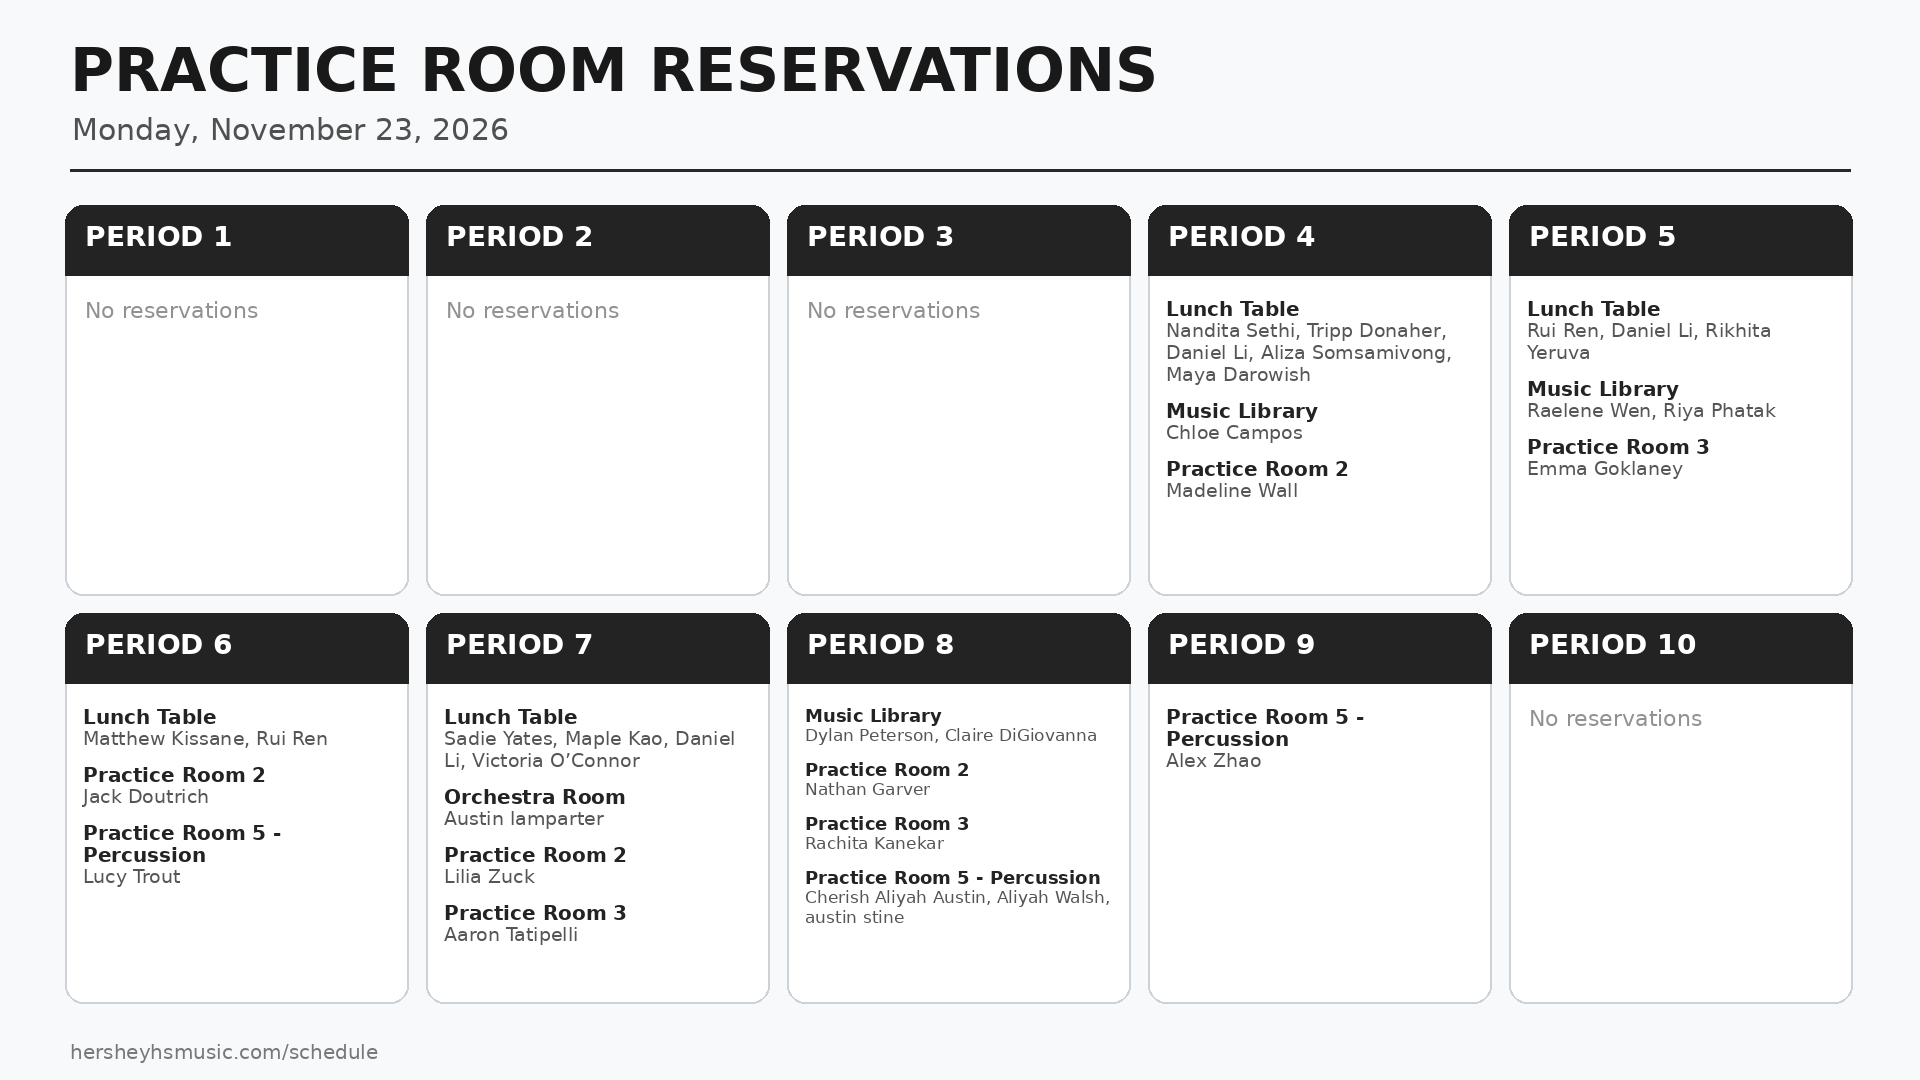 PRACTICE ROOM RESERVATIONS
Monday, November 23, 2026
PERIOD 1
No reservations
PERIOD 2
No reservations
PERIOD 3
No reservations
PERIOD 4
Lunch Table
Nandita Sethi, Tripp Donaher,
Daniel Li, Aliza Somsamivong,
Maya Darowish
Music Library
Chloe Campos
Practice Room 2
Madeline Wall
PERIOD 5
Lunch Table
Rui Ren, Daniel Li, Rikhita
Yeruva
Music Library
Raelene Wen, Riya Phatak
Practice Room 3
Emma Goklaney
PERIOD 6
Lunch Table
Matthew Kissane, Rui Ren
Practice Room 2
Jack Doutrich
Practice Room 5 -
Percussion
Lucy Trout
PERIOD 7
Lunch Table
Sadie Yates, Maple Kao, Daniel
Li, Victoria O’Connor
Orchestra Room
Austin lamparter
Practice Room 2
Lilia Zuck
Practice Room 3
Aaron Tatipelli
PERIOD 8
Music Library
Dylan Peterson, Claire DiGiovanna
Practice Room 2
Nathan Garver
Practice Room 3
Rachita Kanekar
Practice Room 5 - Percussion
Cherish Aliyah Austin, Aliyah Walsh,
austin stine
PERIOD 9
Practice Room 5 -
Percussion
Alex Zhao
PERIOD 10
No reservations
hersheyhsmusic.com/schedule